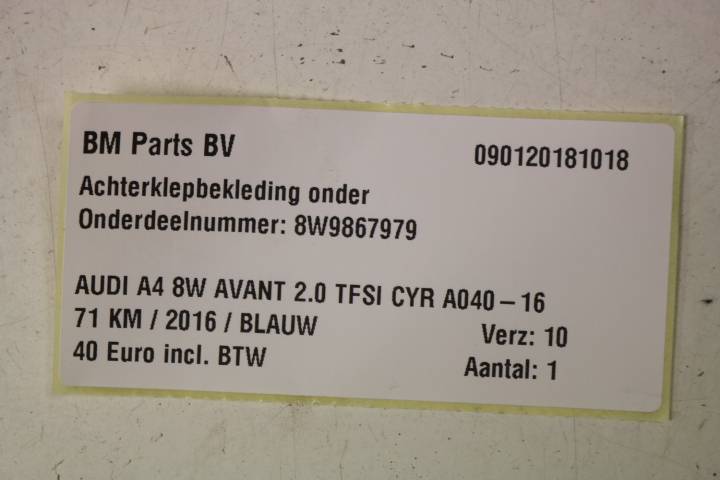 BM Parts BV 090120181018
Achterklepbekleding onder
Onderdeelnummer: 8W9867979
AUDI A4 8W AVANT 2.0 TFSI CYR A040-16
71 KM / 2016 / BLAUW Verz: 10
40 Euro incl. BTW Aantal: 1